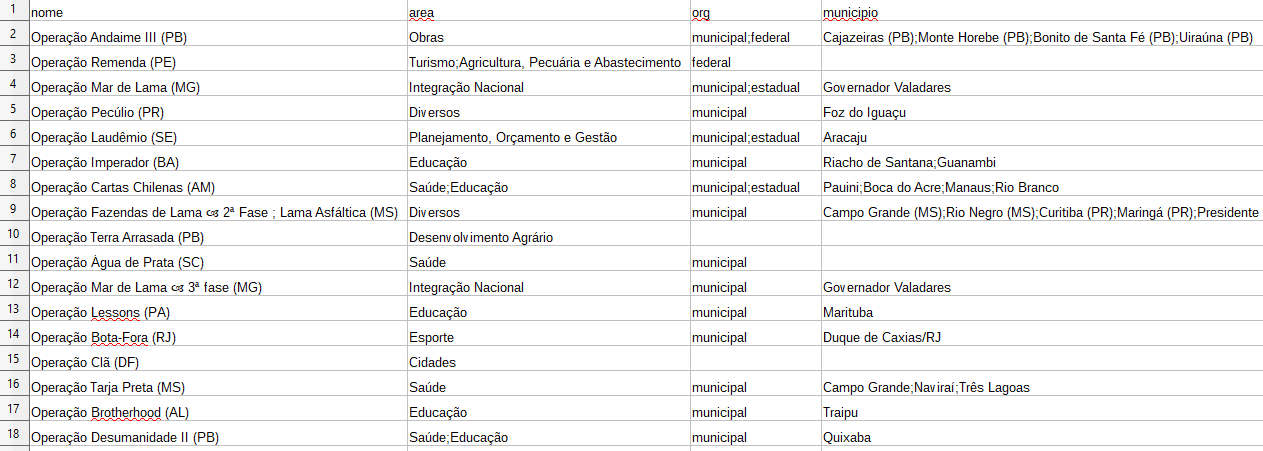 1 nome area org municipio
2 Operação Andaime III (PB) Obras municipal;federal Cajazeiras (PB);Monte Horebe (PB);Bonito de Santa Fé (PB);Uiraúna (PB)
3 Operação Remenda (PE) Turismo;Agricultura, Pecuária e Abastecimento federal
4 Operação Mar de Lama (MG) Integração Nacional municipal;estadual Governador Valadares
5 Operação Pecúlio (PR) Diversos municipal Foz do Iguaçu
6 Operação Laudêmio (SE) Planejamento, Orçamento e Gestão municipal;estadual Aracaju
7 Operação Imperador (BA) Educação municipal Riacho de Santana;Guanambi
8 Operação Cartas Chilenas (AM) Saúde;Educação municipal;estadual Pauini;Boca do Acre;Manaus;Rio Branco
9 Operação Fazendas de Lama 2ª Fase ; Lama Asfáltica (MS) Diversos municipal Campo Grande (MS);Rio Negro (MS);Curitiba (PR);Maringá (PR);Presidente
10 Operação Terra Arrasada (PB) Desenvolvimento Agrário
11 Operação Água de Prata (SC) Saúde municipal
12 Operação Mar de Lama 3ª fase (MG) Integração Nacional municipal Governador Valadares
13 Operação Lessons (PA) Educação municipal Marituba
14 Operação Bota-Fora (RJ) Esporte municipal Duque de Caxias/RJ
15 Operação Clã (DF) Cidades
16 Operação Tarja Preta (MS) Saúde municipal Campo Grande;Naviraí;Três Lagoas
17 Operação Brotherhood (AL) Educação municipal Traipu
18 Operação Desumanidade II (PB) Saúde;Educação municipal Quixaba